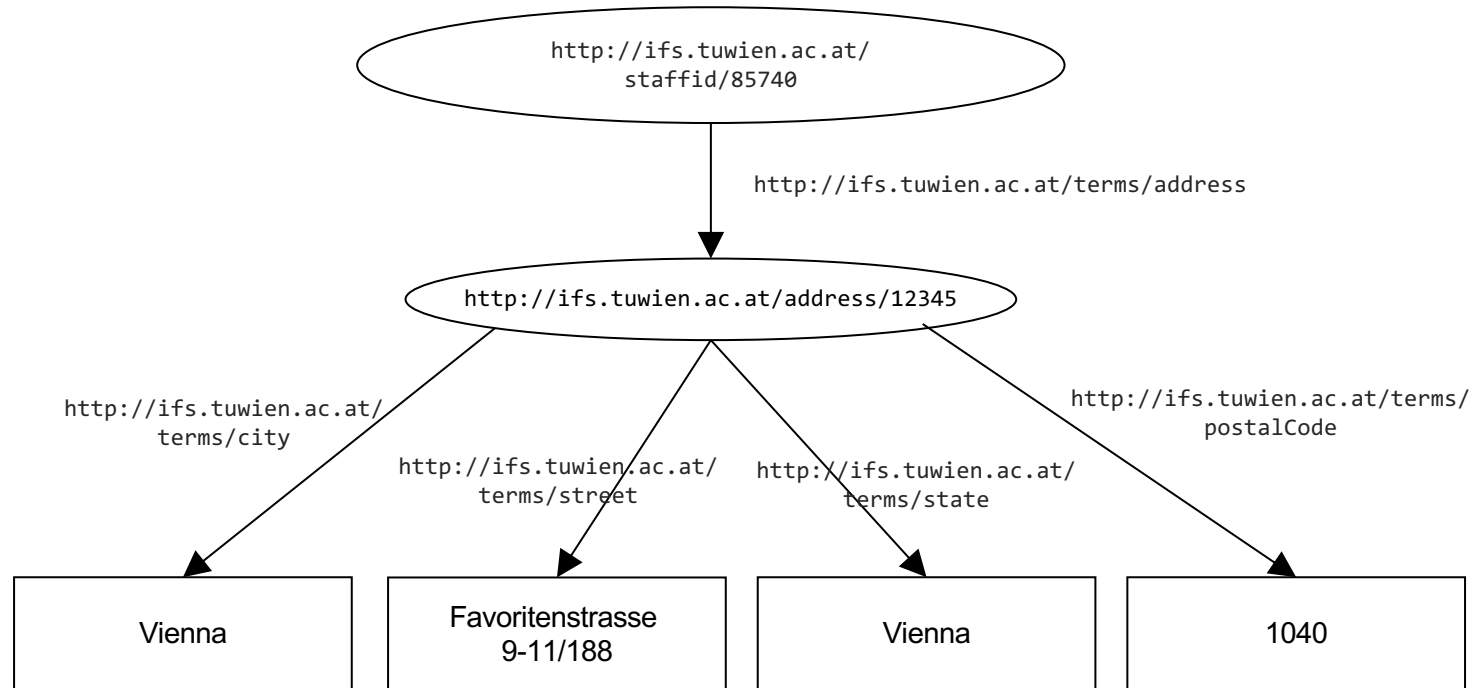 http://ifs.tuwien.ac.at/
staffid/85740
http://ifs.tuwien.ac.at/terms/address
http://ifs.tuwien.ac.at/address/12345
http://ifs.tuwien.ac.at/
terms/city
http://ifs.tuwien.ac.at/
terms/street
http://ifs.tuwien.ac.at/
terms/state
http://ifs.tuwien.ac.at/terms/
postalCode
Vienna
Favoritenstrasse
9-11/188
Vienna
1040